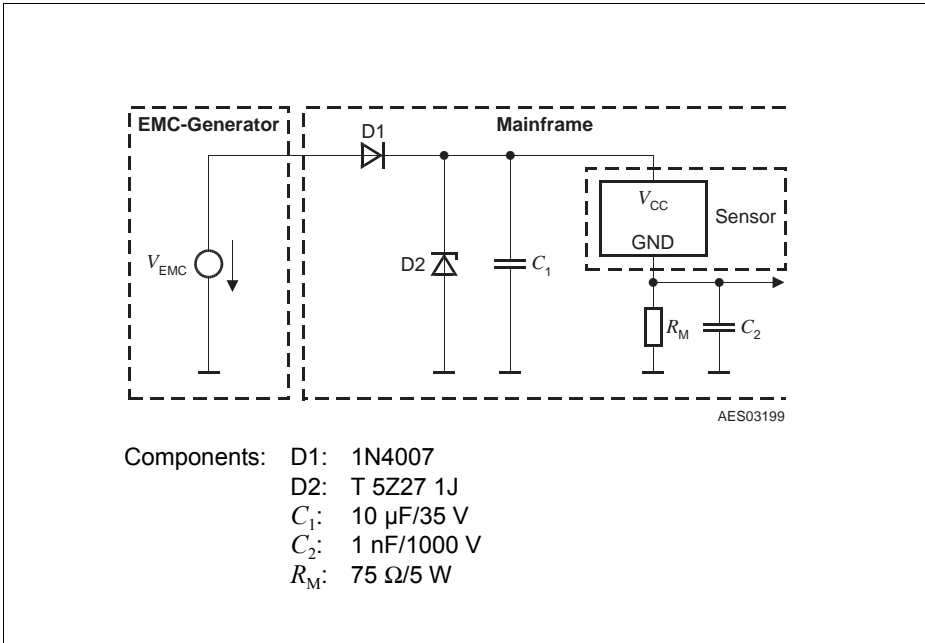 EMC-Generator
Mainframe
D1
V_CC
Sensor
GND
V_EMC
D2
C_1
R_M
C_2
AES03199
Components: D1: 1N4007
D2: T 5Z27 1J
C_1: 10 µF/35 V
C_2: 1 nF/1000 V
R_M: 75 Ω/5 W